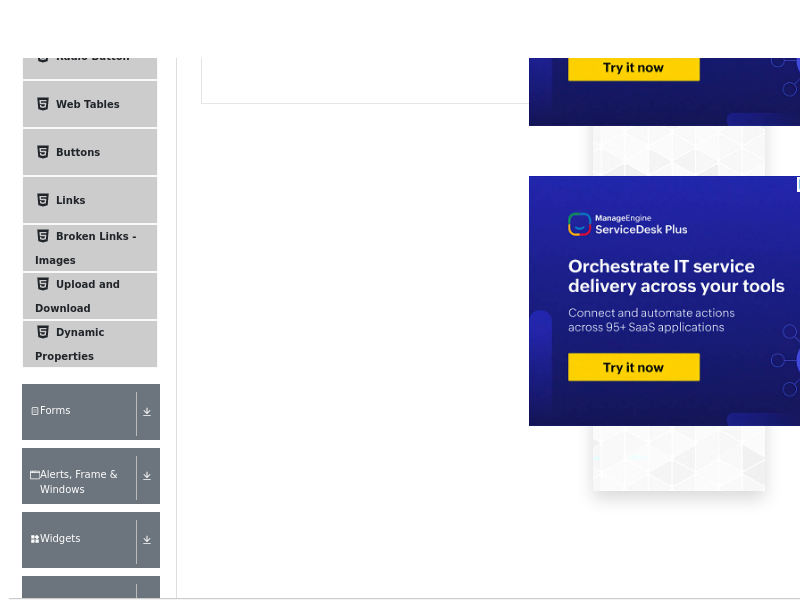 Radio Button
Web Tables
Buttons
Links
Broken Links -
Images
Upload and
Download
Dynamic
Properties
Forms
Alerts, Frame &
Windows
Widgets
Try it now
ManageEngine
ServiceDesk Plus
Orchestrate IT service
delivery across your tools
Connect and automate actions
across 95+ SaaS applications
Try it now